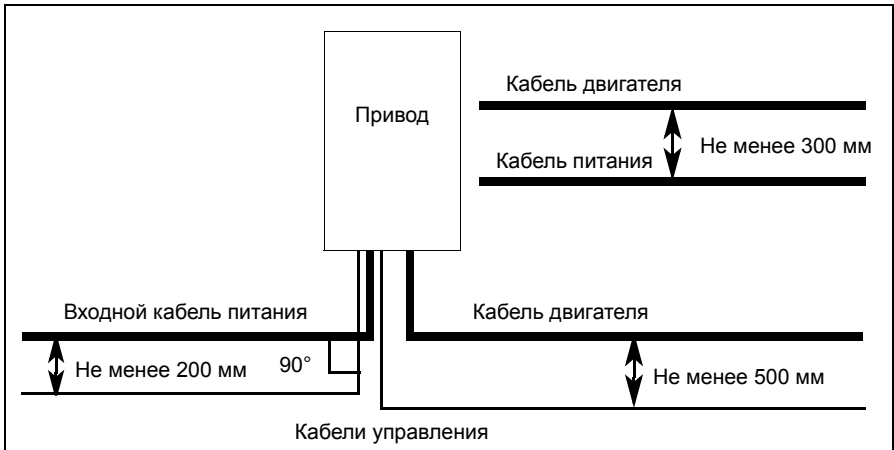 Кабель двигателя
Привод
Не менее 300 мм
Кабель питания
Входной кабель питания
Кабель двигателя
Не менее 200 мм
90°
Не менее 500 мм
Кабели управления